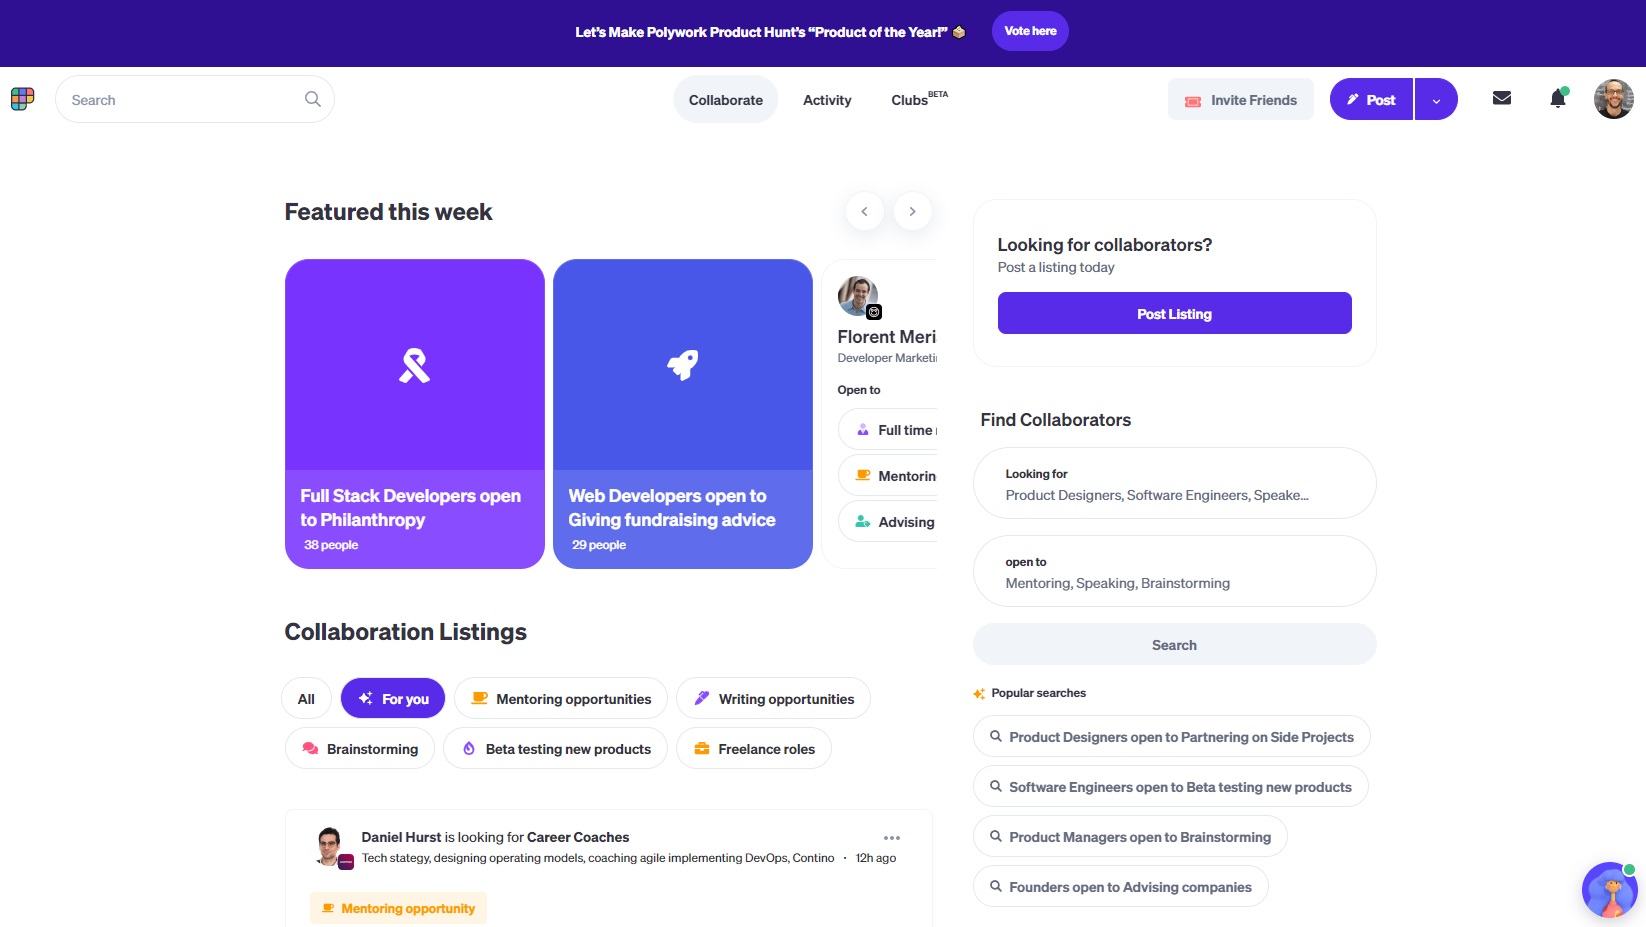 Let's Make Polywork Product Hunt's “Product of the Year!”
Vote here
Search
Collaborate
Activity
Clubs BETA
Invite Friends
Post
Featured this week
Full Stack Developers open
to Philanthropy
38 people
Web Developers open to
Giving fundraising advice
29 people
Florent Meri
Developer Marketi
Open to
Full time
Mentorin
Advising
Looking for collaborators?
Post a listing today
Post Listing
Find Collaborators
Looking for
Product Designers, Software Engineers, Speake...
open to
Mentoring, Speaking, Brainstorming
Search
Popular searches
Product Designers open to Partnering on Side Projects
Software Engineers open to Beta testing new products
Product Managers open to Brainstorming
Founders open to Advising companies
Collaboration Listings
All
For you
Mentoring opportunities
Writing opportunities
Brainstorming
Beta testing new products
Freelance roles
Daniel Hurst is looking for Career Coaches
Tech stategy, designing operating models, coaching agile implementing DevOps, Contino · 12h ago
Mentoring opportunity